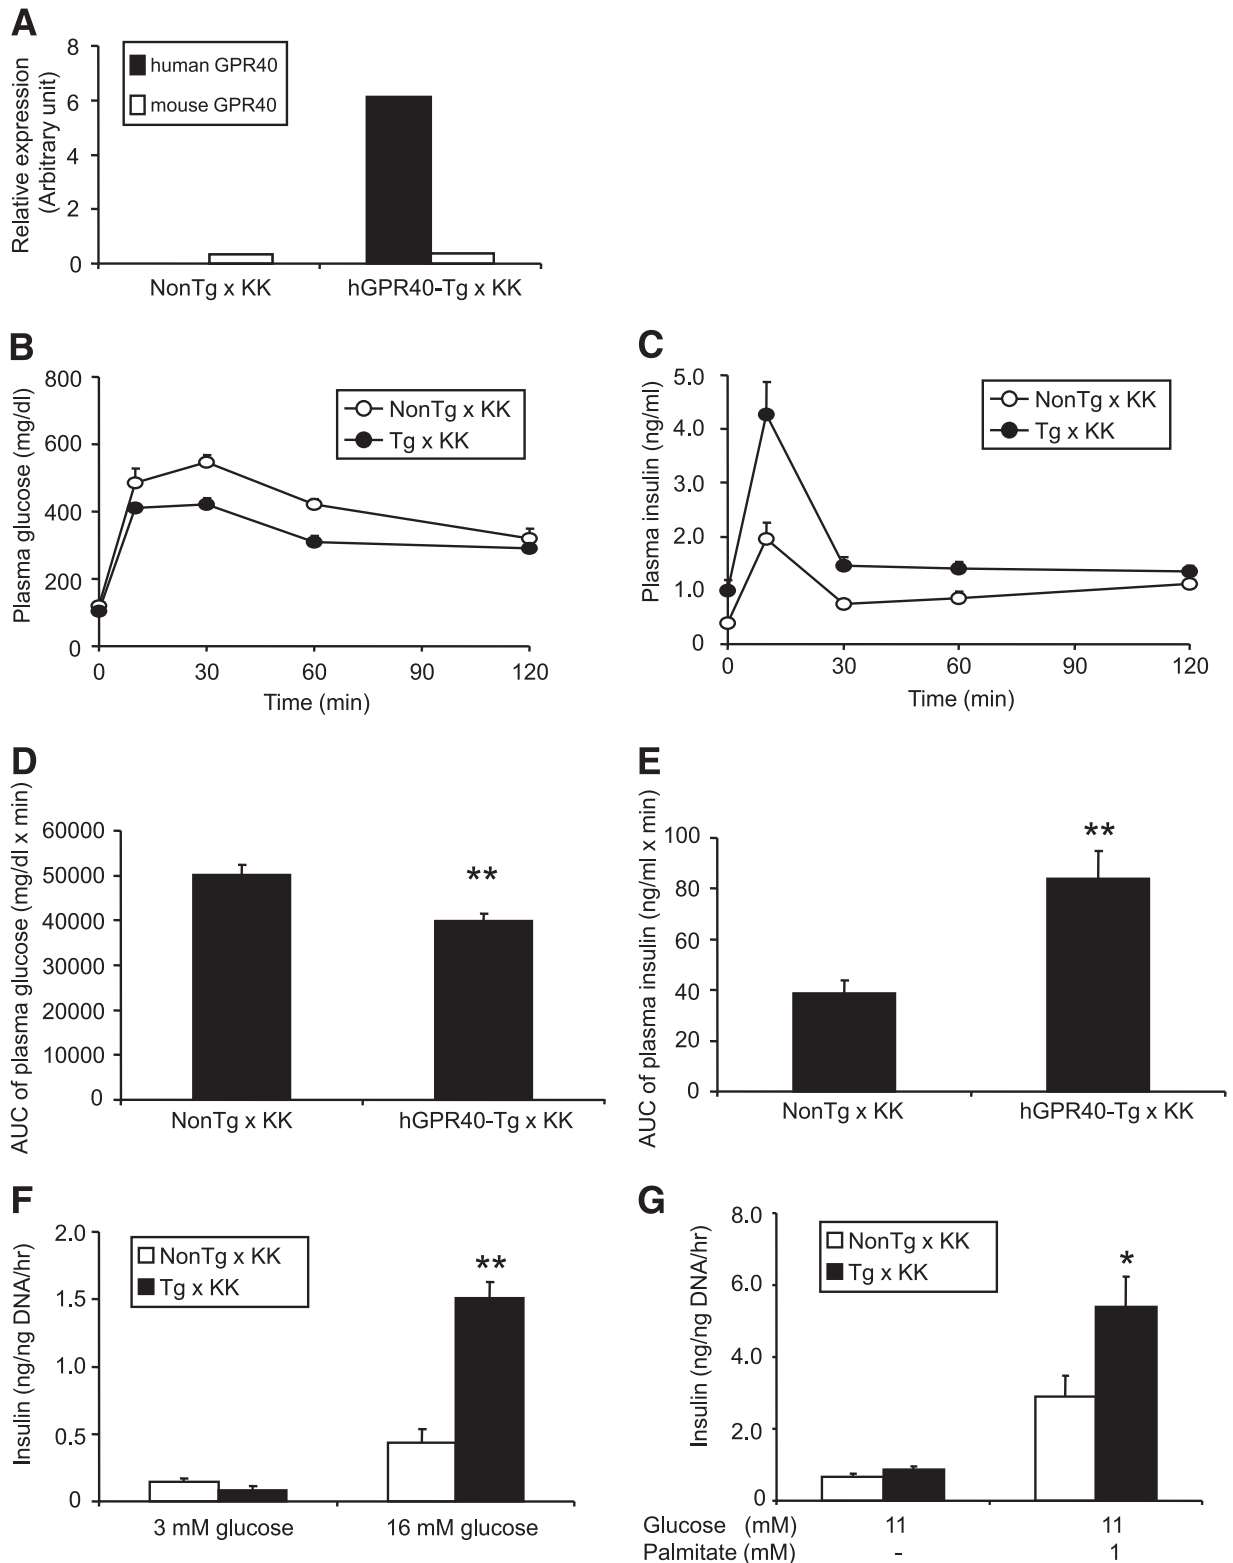 A
Relative expression
(Arbitrary unit)
8
6
4
2
0
human GPR40
mouse GPR40
NonTg x KK
hGPR40-Tg x KK
B
Plasma glucose (mg/dl)
800
600
400
200
0
NonTg x KK
Tg x KK
0
30
60
90
120
Time (min)
C
Plasma insulin (ng/ml)
5.0
4.0
3.0
2.0
1.0
0
NonTg x KK
Tg x KK
0
30
60
90
120
Time (min)
D
AUC of plasma glucose (mg/dl x min)
60000
50000
40000
30000
20000
10000
0
**
NonTg x KK
hGPR40-Tg x KK
E
AUC of plasma insulin (ng/ml x min)
100
80
60
40
20
0
**
NonTg x KK
hGPR40-Tg x KK
F
Insulin (ng/ng DNA/hr)
2.0
1.5
1.0
0.5
0
NonTg x KK
Tg x KK
**
3 mM glucose
16 mM glucose
G
Insulin (ng/ng DNA/hr)
8.0
6.0
4.0
2.0
0
NonTg x KK
Tg x KK
*
Glucose (mM) 11 11
Palmitate (mM) - 1